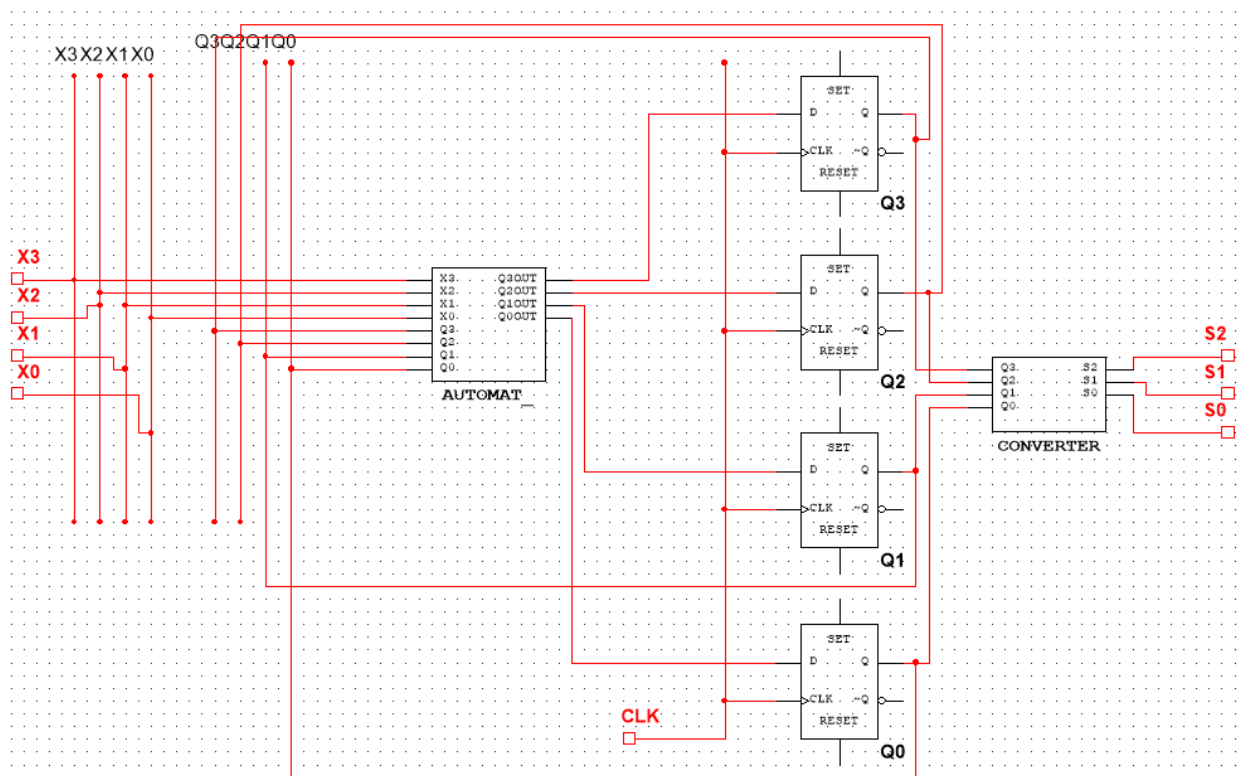 Q3Q2Q1Q0
X3X2X1X0
SET
D Q
CLK ~Q
RESET
Q3
X3
X2
X1
X0
X3. Q3OUT
X2. Q2OUT
X1. Q1OUT
X0. Q0OUT
Q3.
Q2.
Q1.
Q0.
AUTOMAT_
SET
D Q
CLK ~Q
RESET
Q2
Q3. S2
Q2. S1
Q1. S0
Q0.
CONVERTER
S2
S1
S0
SET
D Q
CLK ~Q
RESET
Q1
SET
D Q
CLK ~Q
RESET
Q0
CLK